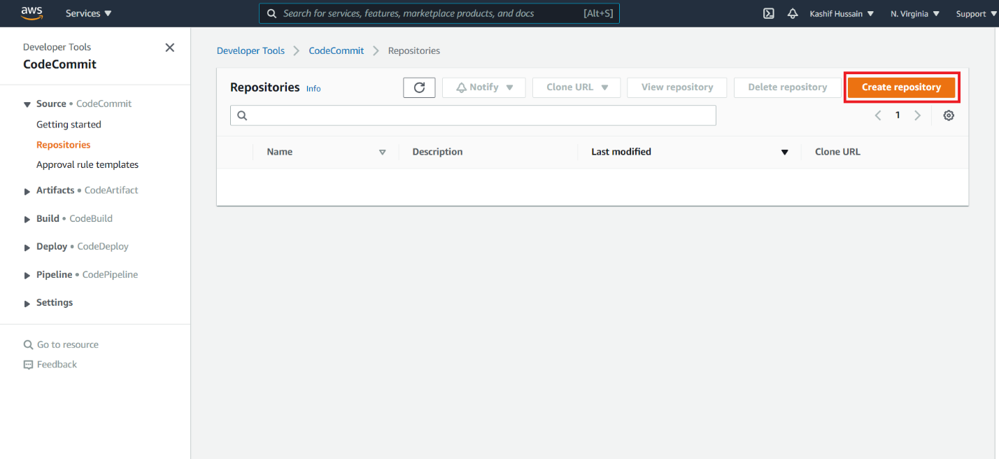 aws Services Search for services, features, marketplace products, and docs [Alt+S] Kashif Hussain N. Virginia Support
Developer Tools
CodeCommit
Source • CodeCommit
Getting started
Repositories
Approval rule templates
Artifacts • CodeArtifact
Build • CodeBuild
Deploy • CodeDeploy
Pipeline • CodePipeline
Settings
Go to resource
Feedback
Developer Tools CodeCommit Repositories
Repositories Info Notify Clone URL View repository Delete repository Create repository
1
Name Description Last modified Clone URL